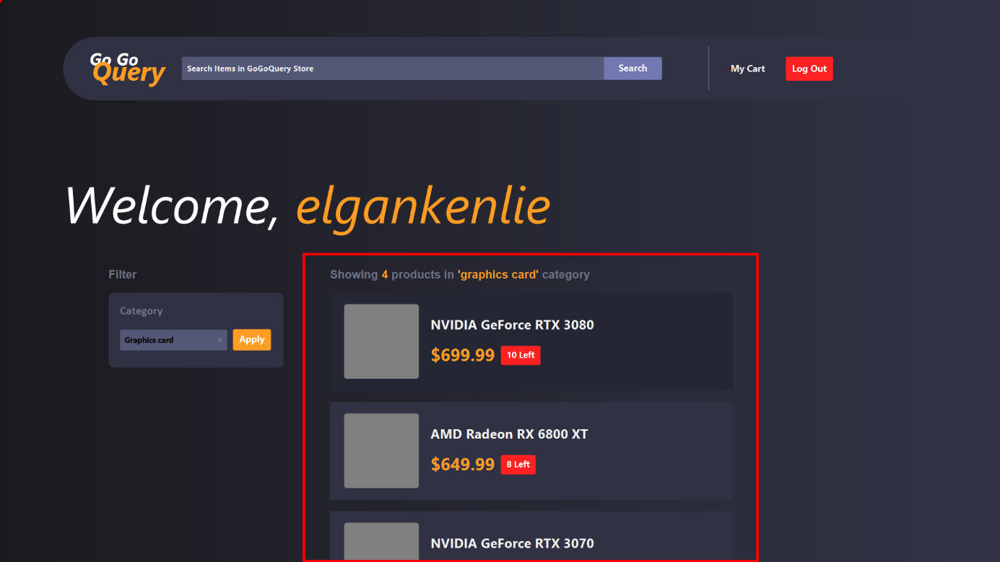 Go Go
Query
Search Items in GoGoQuery Store
Search
My Cart
Log Out
Welcome, elgankenlie
Filter
Category
Graphics card
Apply
Showing 4 products in 'graphics card' category
NVIDIA GeForce RTX 3080
$699.99 10 Left
AMD Radeon RX 6800 XT
$649.99 8 Left
NVIDIA GeForce RTX 3070